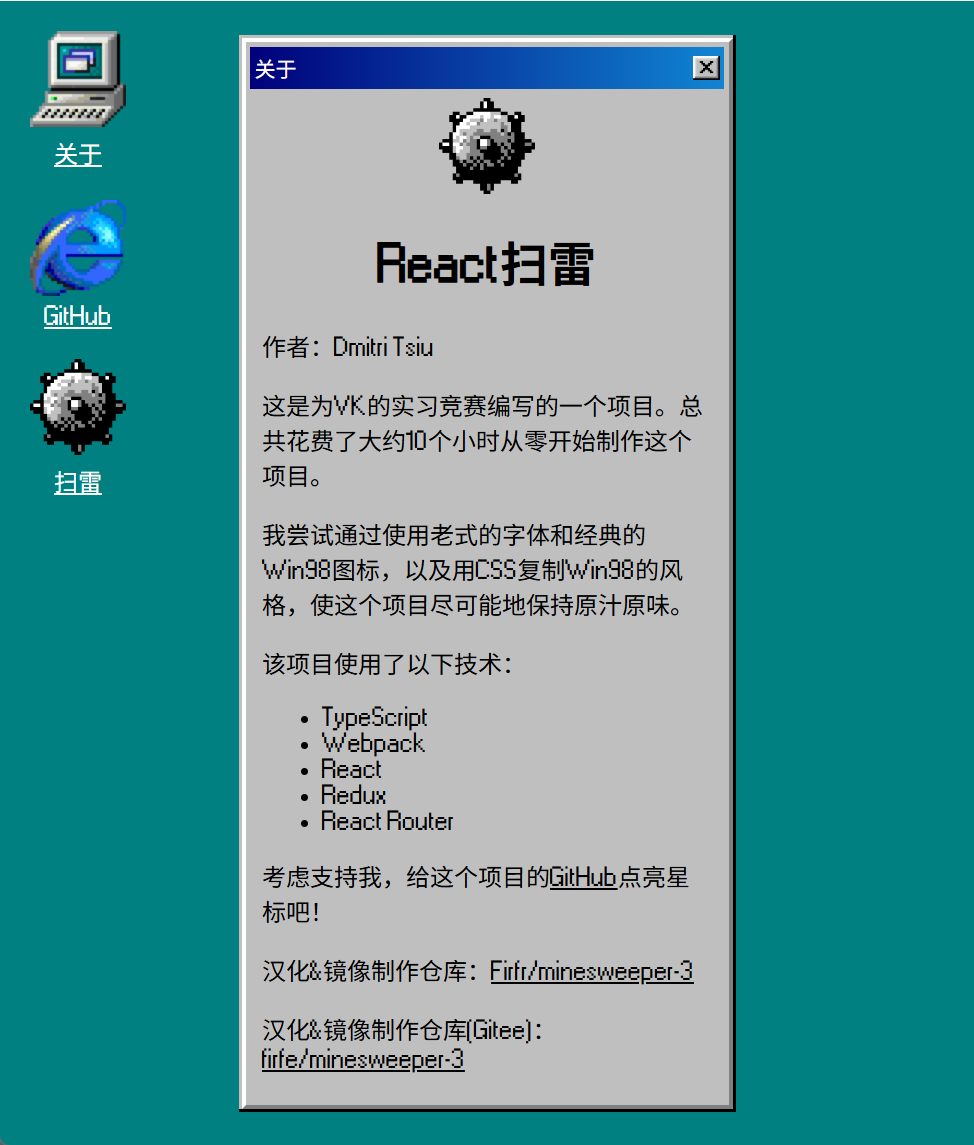 关于
GitHub
扫雷
关于
React扫雷
作者：Dmitri Tsiu
这是为VK的实习竞赛编写的一个项目。总
共花费了大约10个小时从零开始制作这个
项目。
我尝试通过使用老式的字体和经典的
Win98图标，以及用CSS复制Win98的风
格，使这个项目尽可能地保持原汁原味。
该项目使用了以下技术：
• TypeScript
• Webpack
• React
• Redux
• React Router
考虑支持我，给这个项目的GitHub点亮星
标吧！
汉化&镜像制作仓库：Firfr/minesweeper-3
汉化&镜像制作仓库(Gitee)：
firfe/minesweeper-3